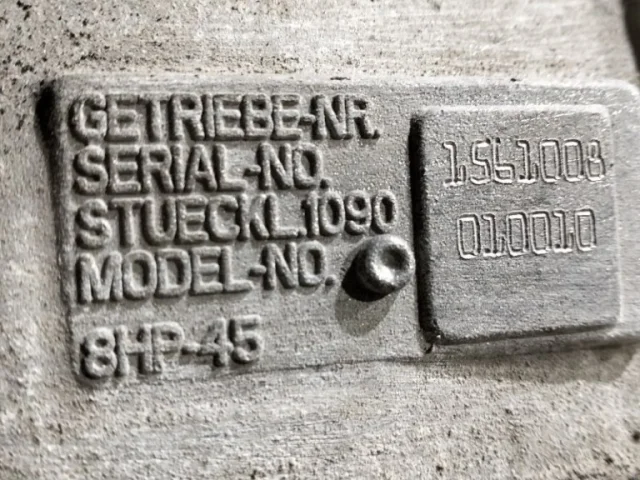 GETRIEBE-NR.
SERIAL-NO.
1561008
STUECKL.1090
MODEL-NO.
010010
8HP-45